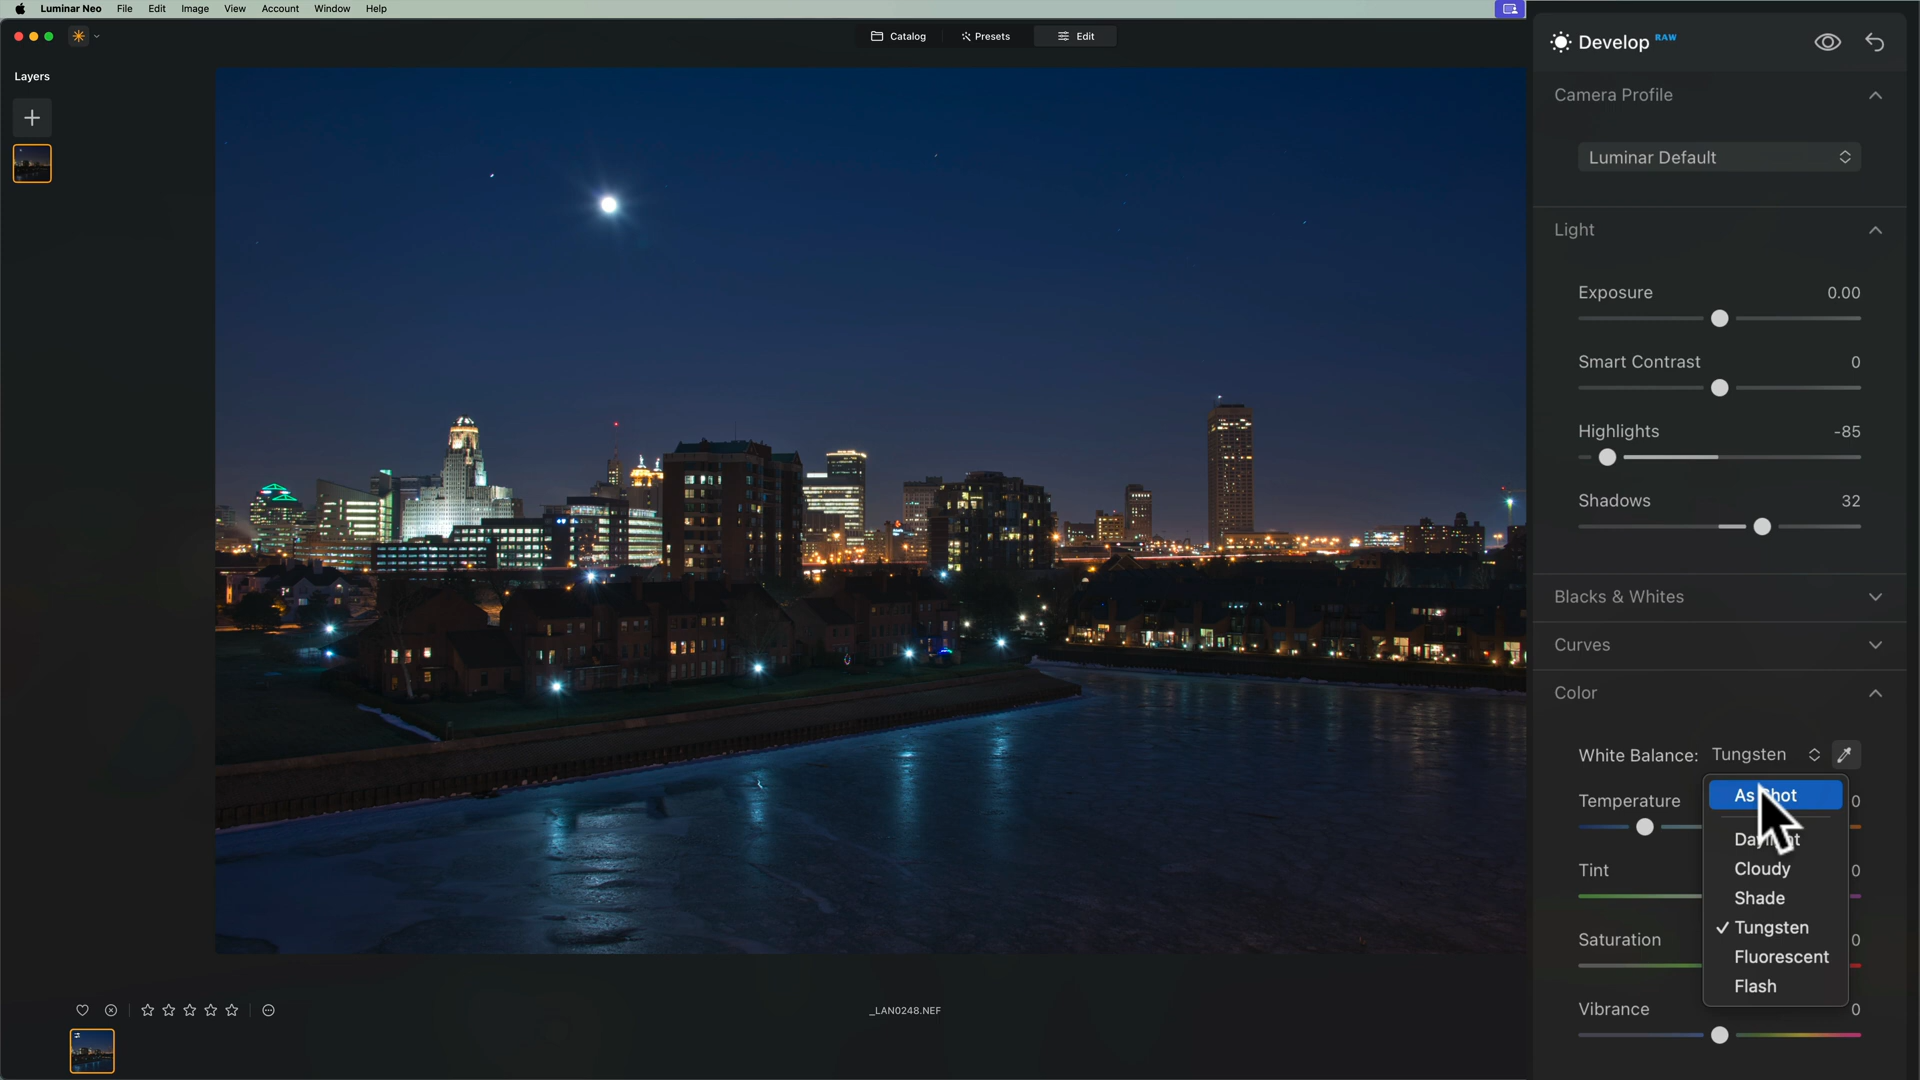 Luminar Neo File Edit Image View Account Window Help
Catalog Presets Edit
Layers
_LAN0248.NEF
Develop RAW
Camera Profile
Luminar Default
Light
Exposure 0.00
Smart Contrast 0
Highlights -85
Shadows 32
Blacks & Whites
Curves
Color
White Balance: Tungsten
As Shot
Temperature 0
Daylight
Cloudy
Tint 0
Shade
✓ Tungsten
Saturation 0
Fluorescent
Flash
Vibrance 0